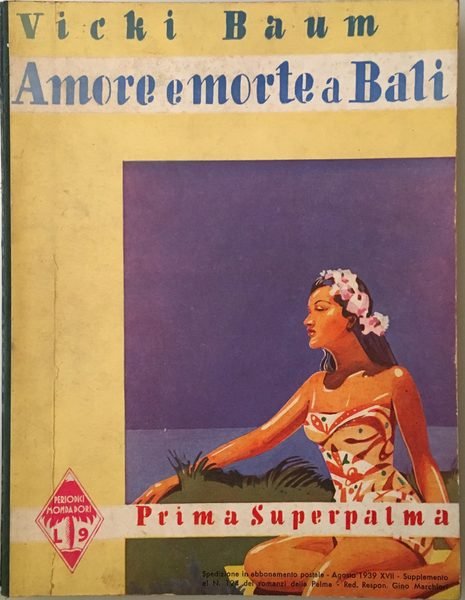 Vicki Baum
Amore e morte a Bali
PERIODICI
MONDADORI
L 9
Prima Superpalma
Spedizione in abbonamento postale - Agosto 1939 XVII - Supplemento
al N. 194 dei romanzi della Palma - Red. Respon. Gino Marchiori